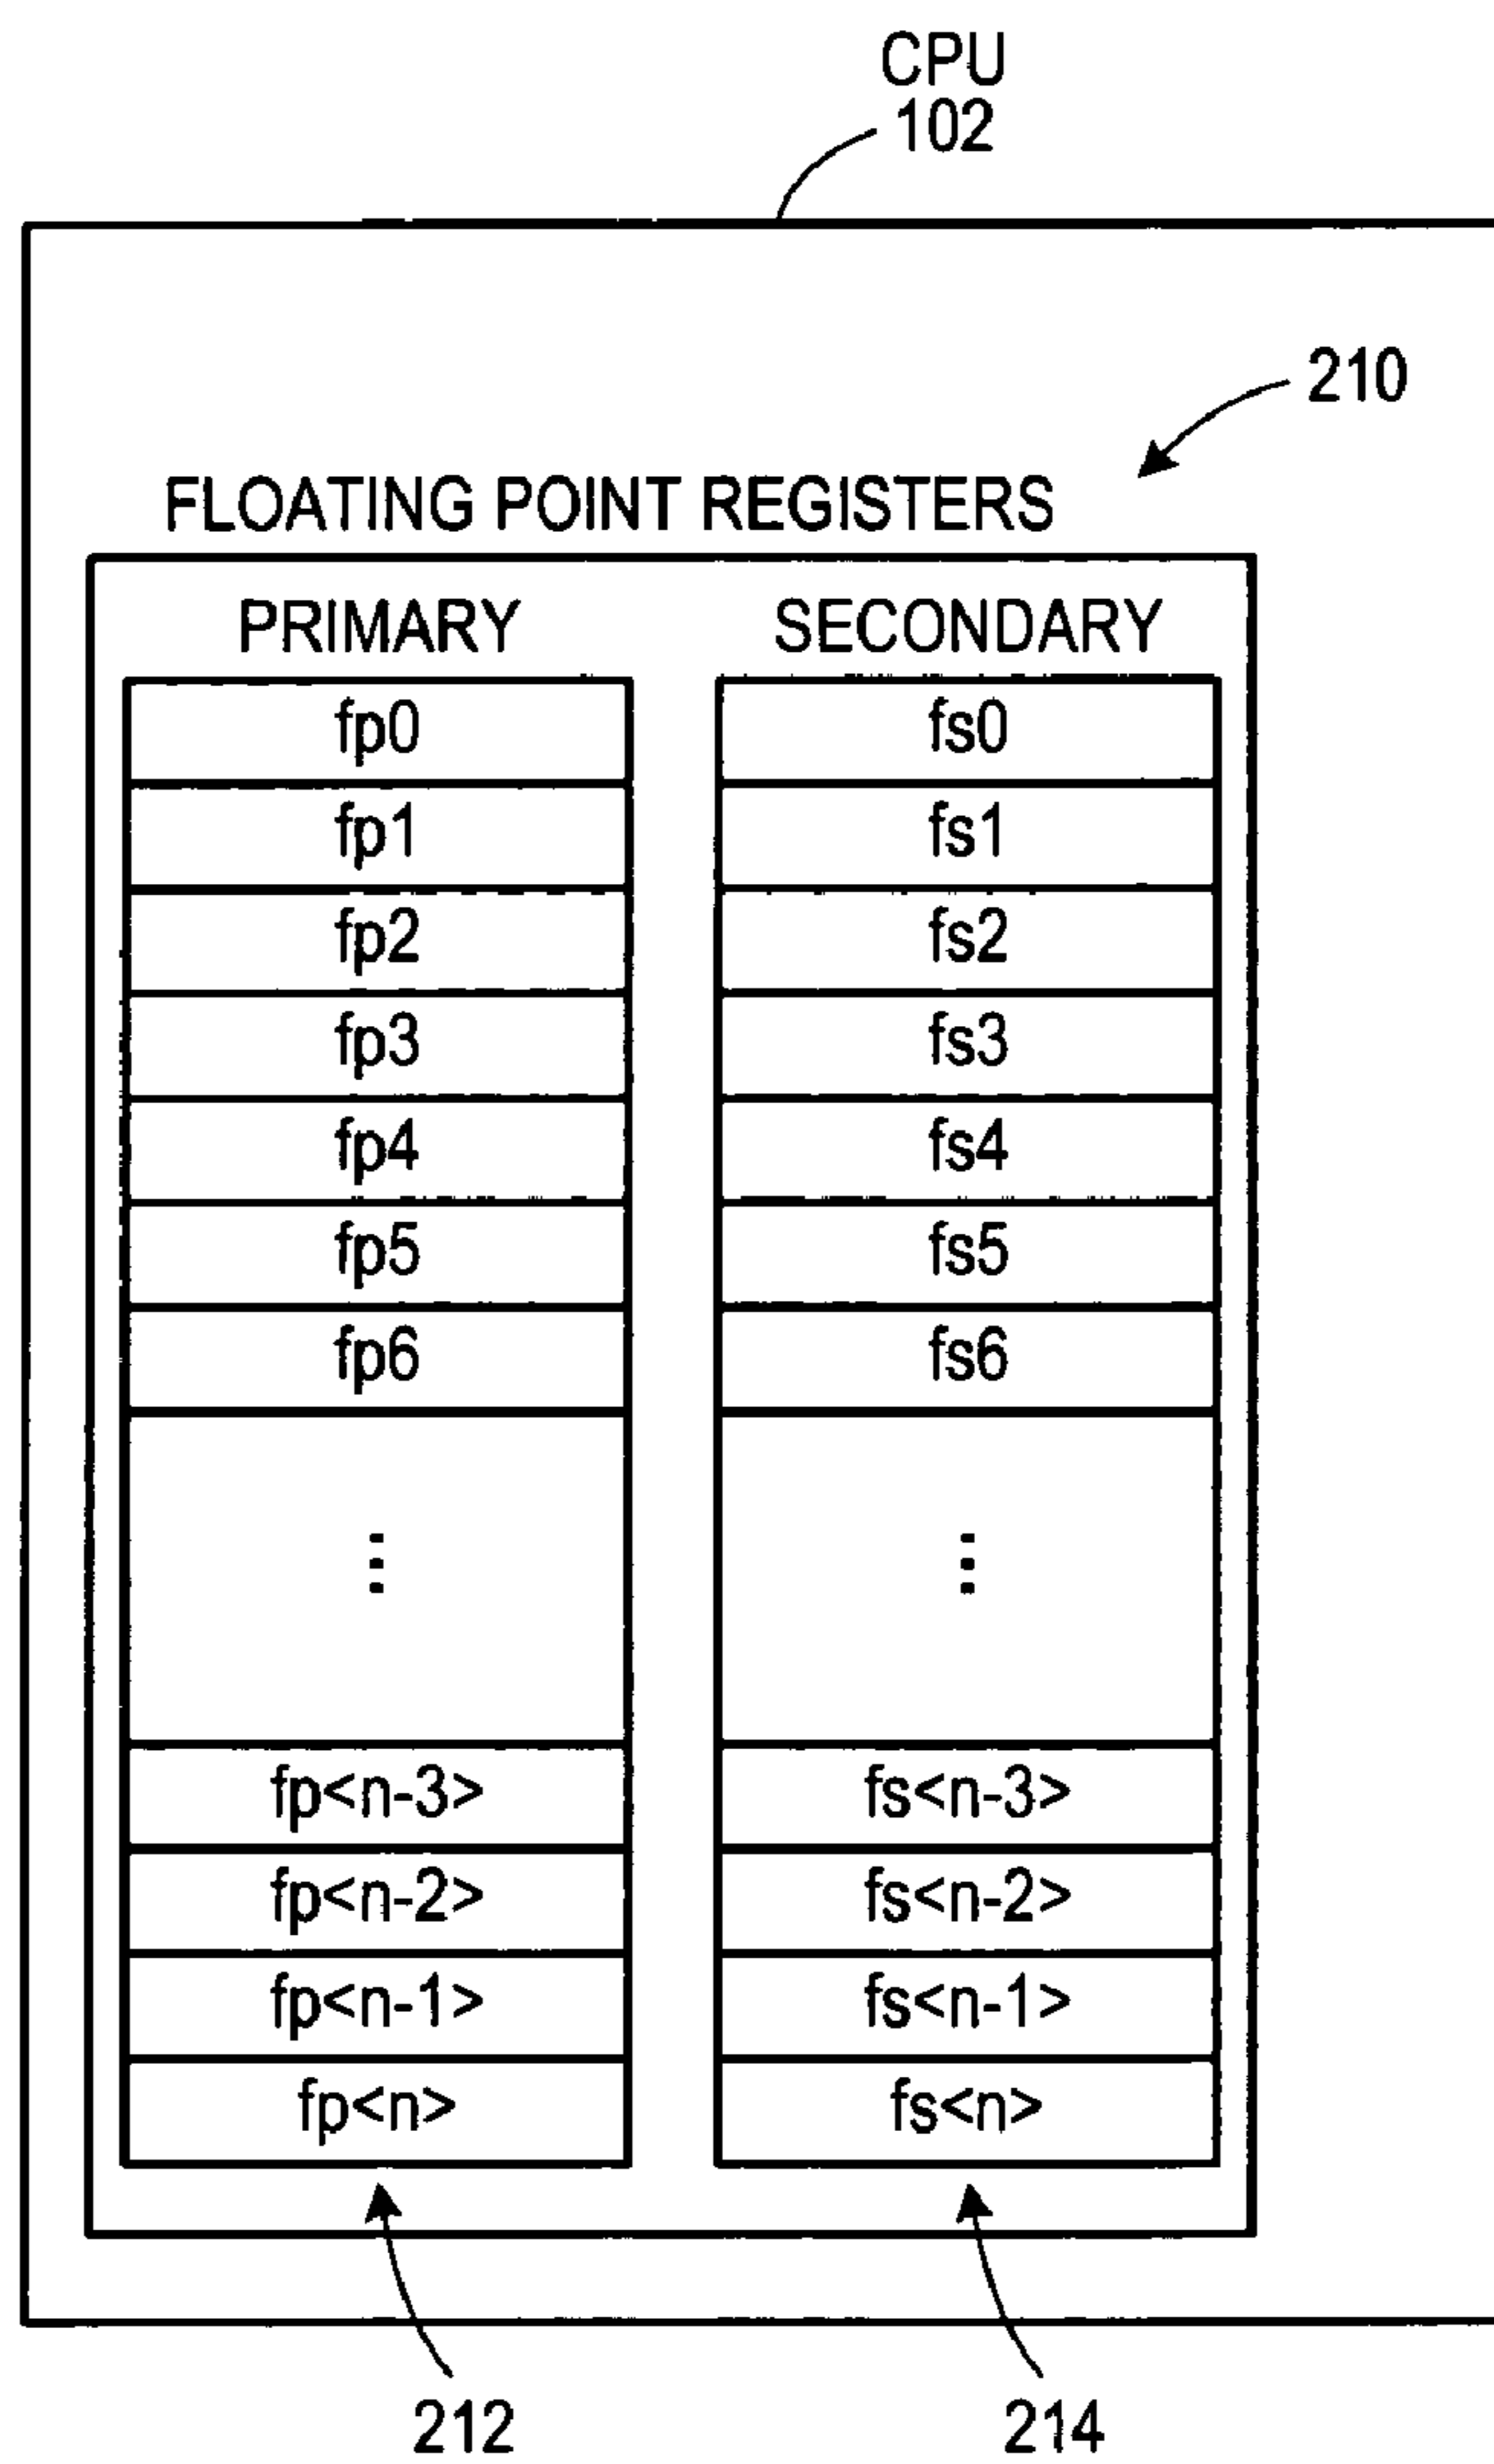 CPU
102
210
FLOATING POINT REGISTERS
PRIMARY SECONDARY
fp0 fs0
fp1 fs1
fp2 fs2
fp3 fs3
fp4 fs4
fp5 fs5
fp6 fs6
⋮ ⋮
fp<n-3> fs<n-3>
fp<n-2> fs<n-2>
fp<n-1> fs<n-1>
fp<n> fs<n>
212 214